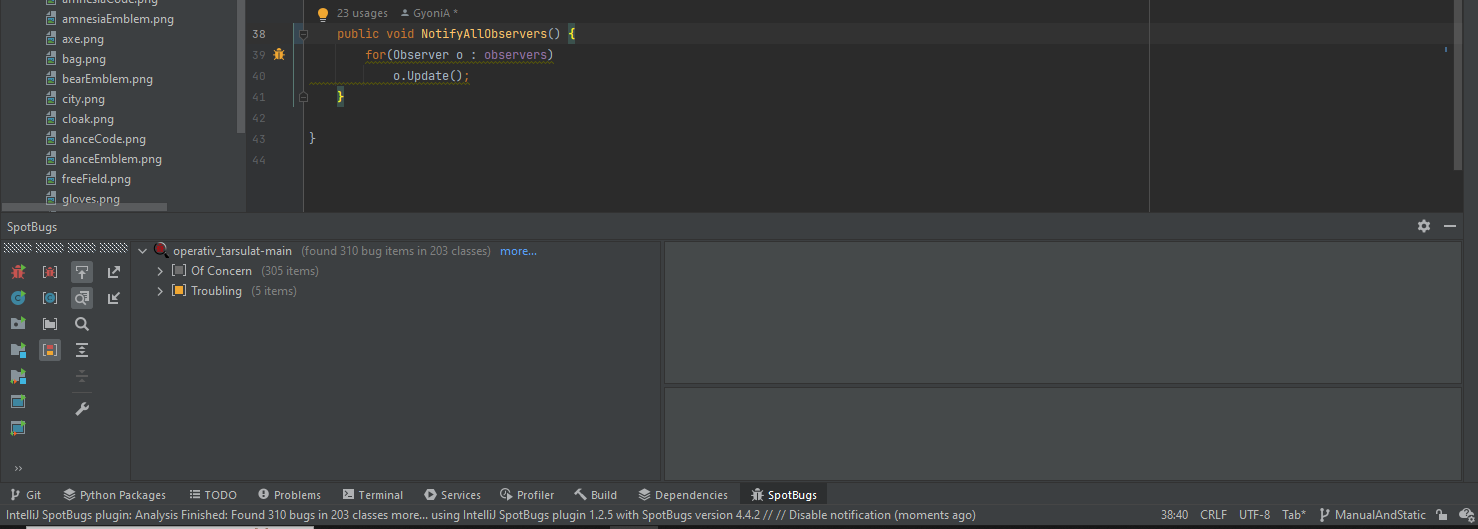 amnesiaCode.png
amnesiaEmblem.png
axe.png
bag.png
bearEmblem.png
city.png
cloak.png
danceCode.png
danceEmblem.png
freeField.png
gloves.png
23 usages GyoniA *
38 public void NotifyAllObservers() {
39 for(Observer o : observers)
40 o.Update();
41 }
42
43 }
44
SpotBugs
operativ_tarsulat-main (found 310 bug items in 203 classes) more...
Of Concern (305 items)
Troubling (5 items)
Git Python Packages TODO Problems Terminal Services Profiler Build Dependencies SpotBugs
IntelliJ SpotBugs plugin: Analysis Finished: Found 310 bugs in 203 classes more... using IntelliJ SpotBugs plugin 1.2.5 with SpotBugs version 4.4.2 // // Disable notification (moments ago) 38:40 CRLF UTF-8 Tab* ManualAndStatic